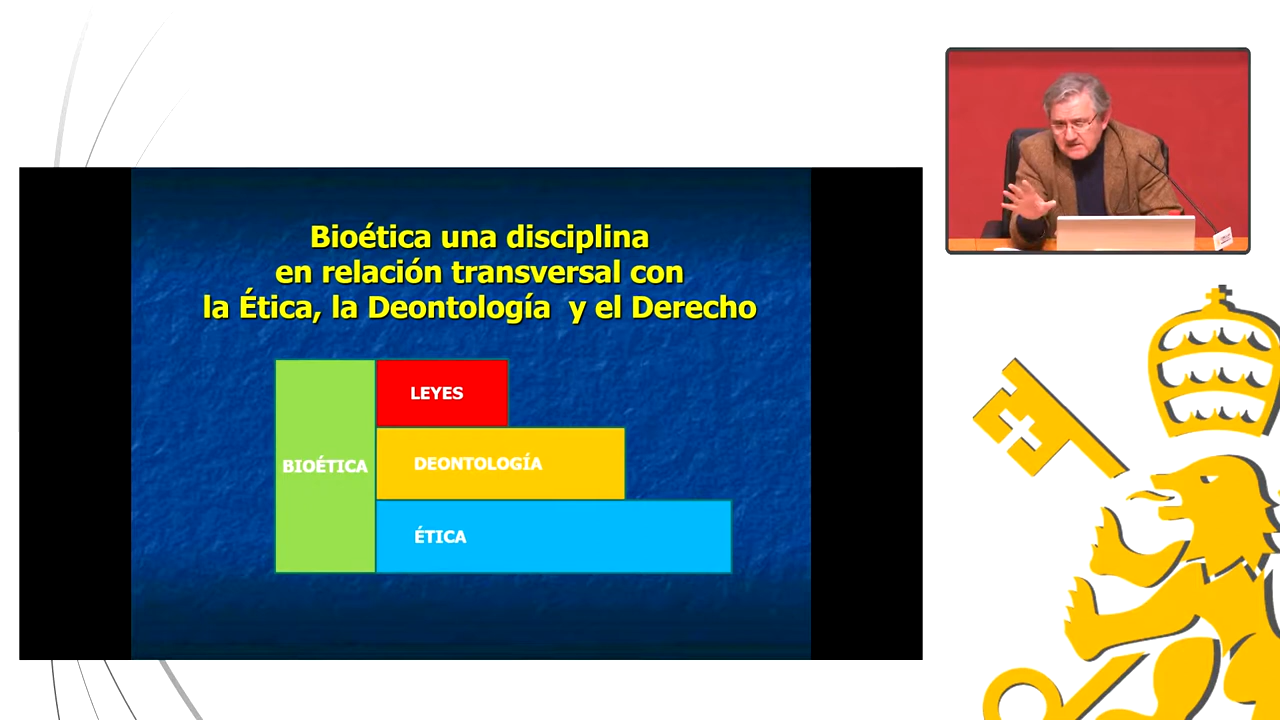 Bioética una disciplina
en relación transversal con
la Ética, la Deontología y el Derecho
LEYES
BIOÉTICA
DEONTOLOGÍA
ÉTICA